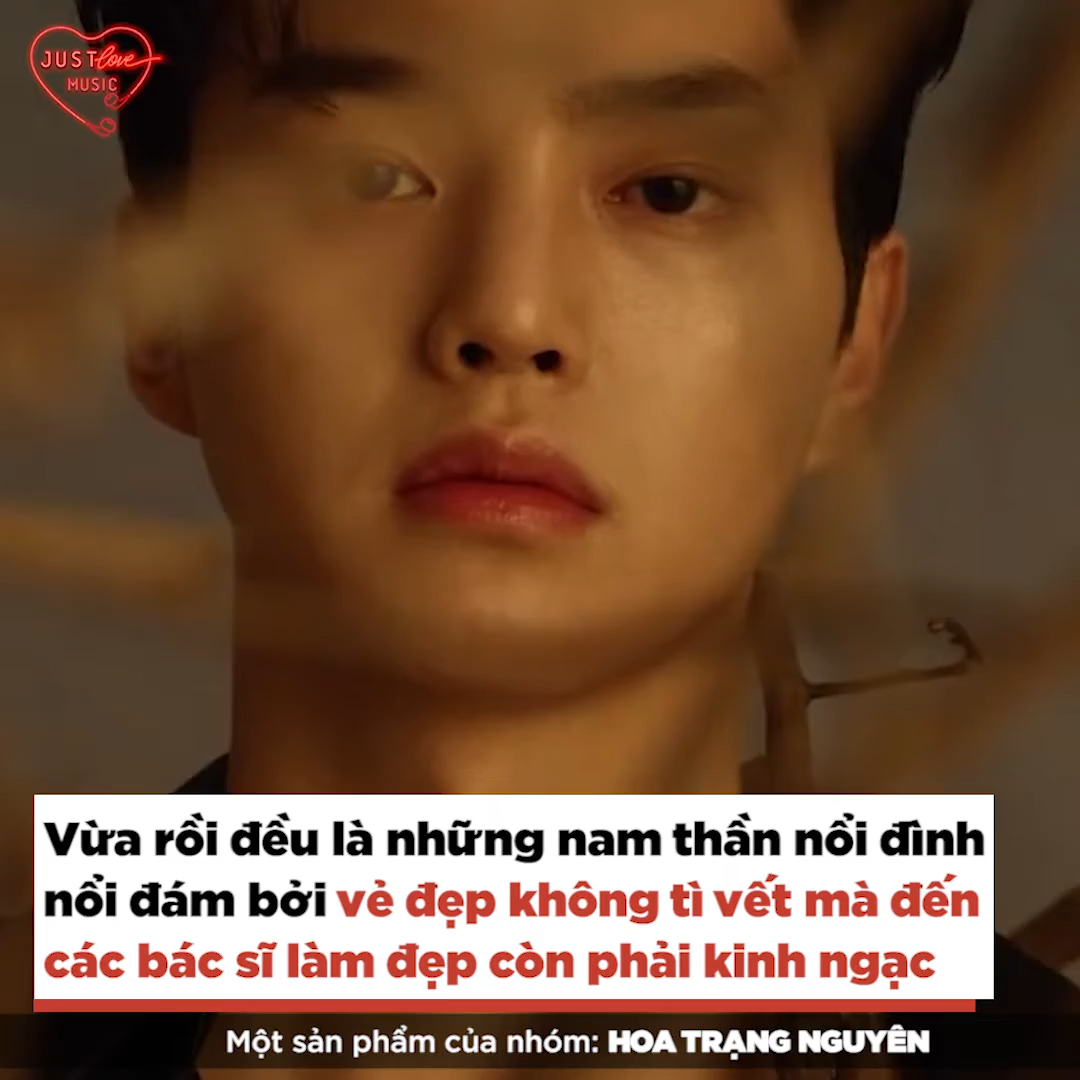 JUST love
MUSIC
Vừa rồi đều là những nam thần nổi đình
nổi đám bởi vẻ đẹp không tì vết mà đến
các bác sĩ làm đẹp còn phải kinh ngạc
Một sản phẩm của nhóm: HOA TRẠNG NGUYÊN